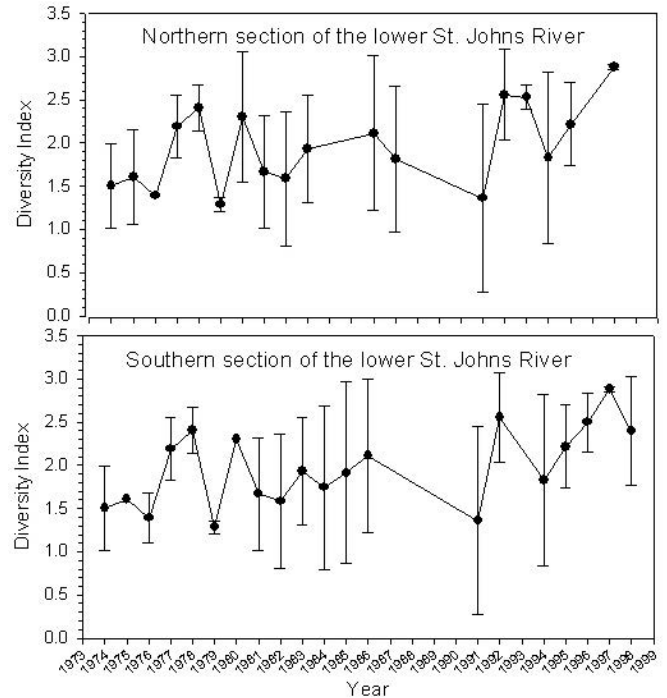 Northern section of the lower St. Johns River
Diversity Index
3.5
3.0
2.5
2.0
1.5
1.0
0.5
0.0
Southern section of the lower St. Johns River
Diversity Index
3.5
3.0
2.5
2.0
1.5
1.0
0.5
0.0
1973 1974 1975 1976 1977 1978 1979 1980 1981 1982 1983 1984 1985 1986 1987 1988 1989 1990 1991 1992 1993 1994 1995 1996 1997 1998 1999
Year